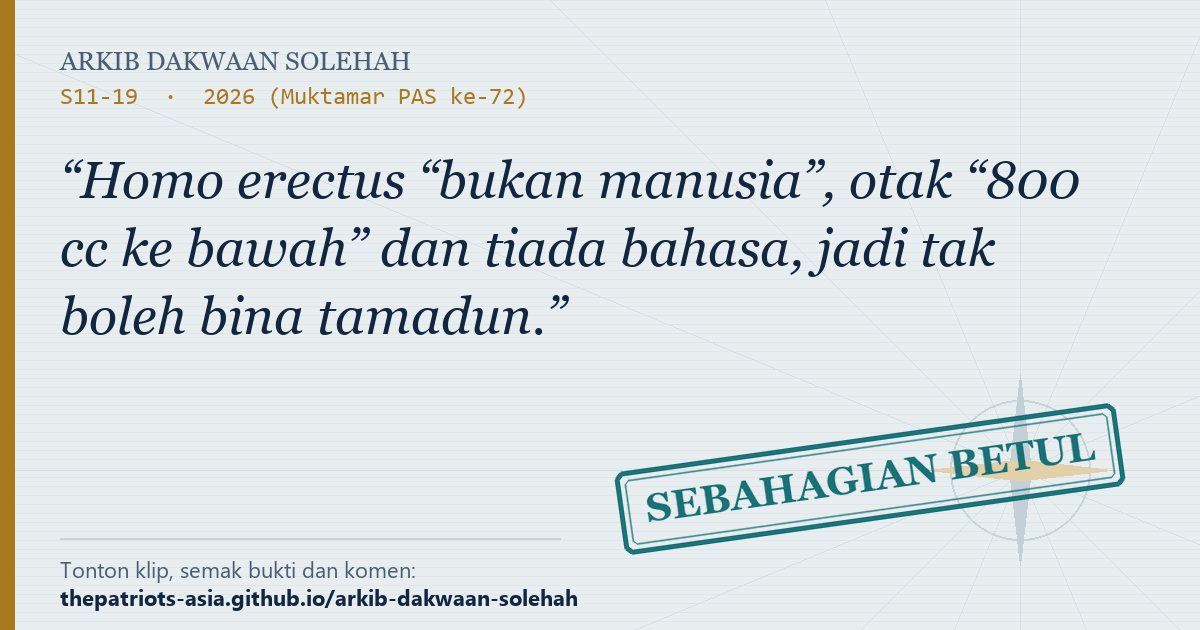 ARKIB DAKWAAN SOLEHAH
S11-19 · 2026 (Muktamar PAS ke-72)
“Homo erectus “bukan manusia”, otak “800
cc ke bawah” dan tiada bahasa, jadi tak
boleh bina tamadun.”
SEBAHAGIAN BETUL
Tonton klip, semak bukti dan komen:
thepatriots-asia.github.io/arkib-dakwaan-solehah